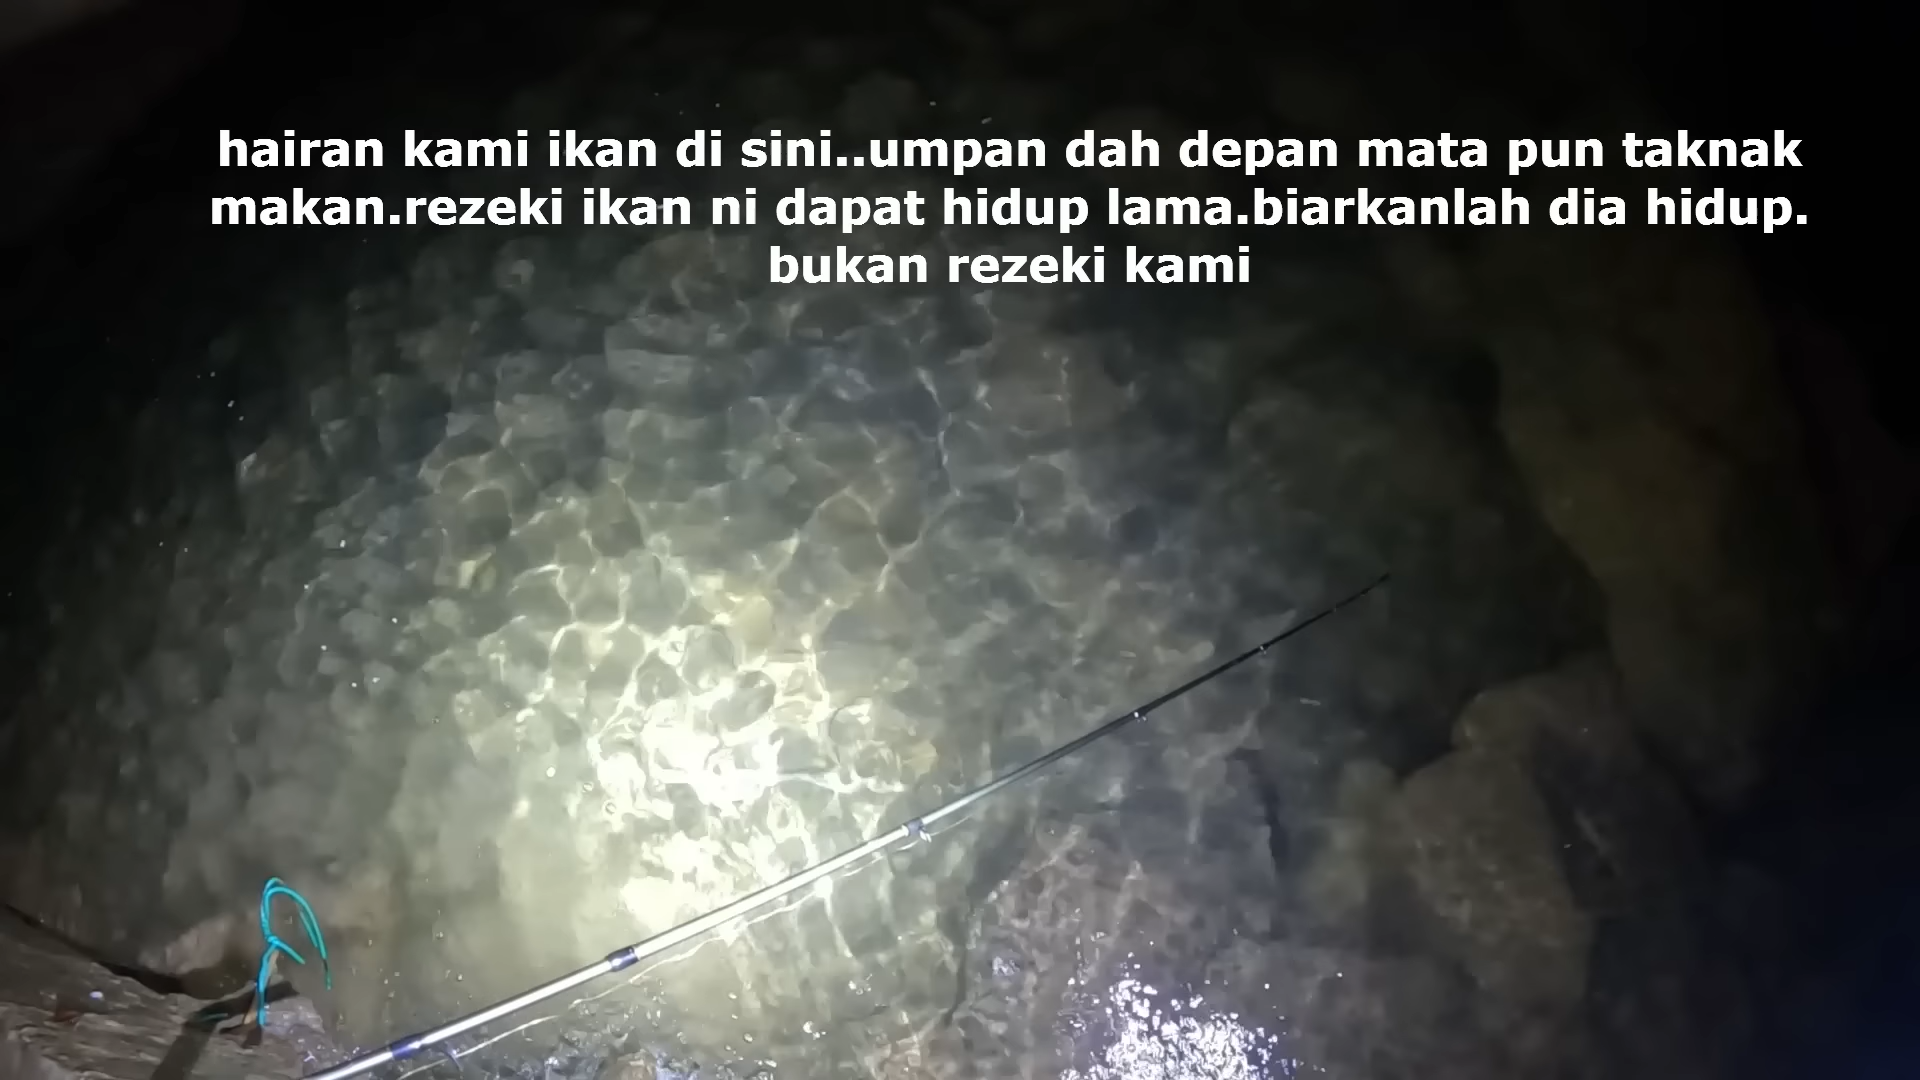 hairan kami ikan di sini..umpan dah depan mata pun taknak
makan.rezeki ikan ni dapat hidup lama.biarkanlah dia hidup.
bukan rezeki kami